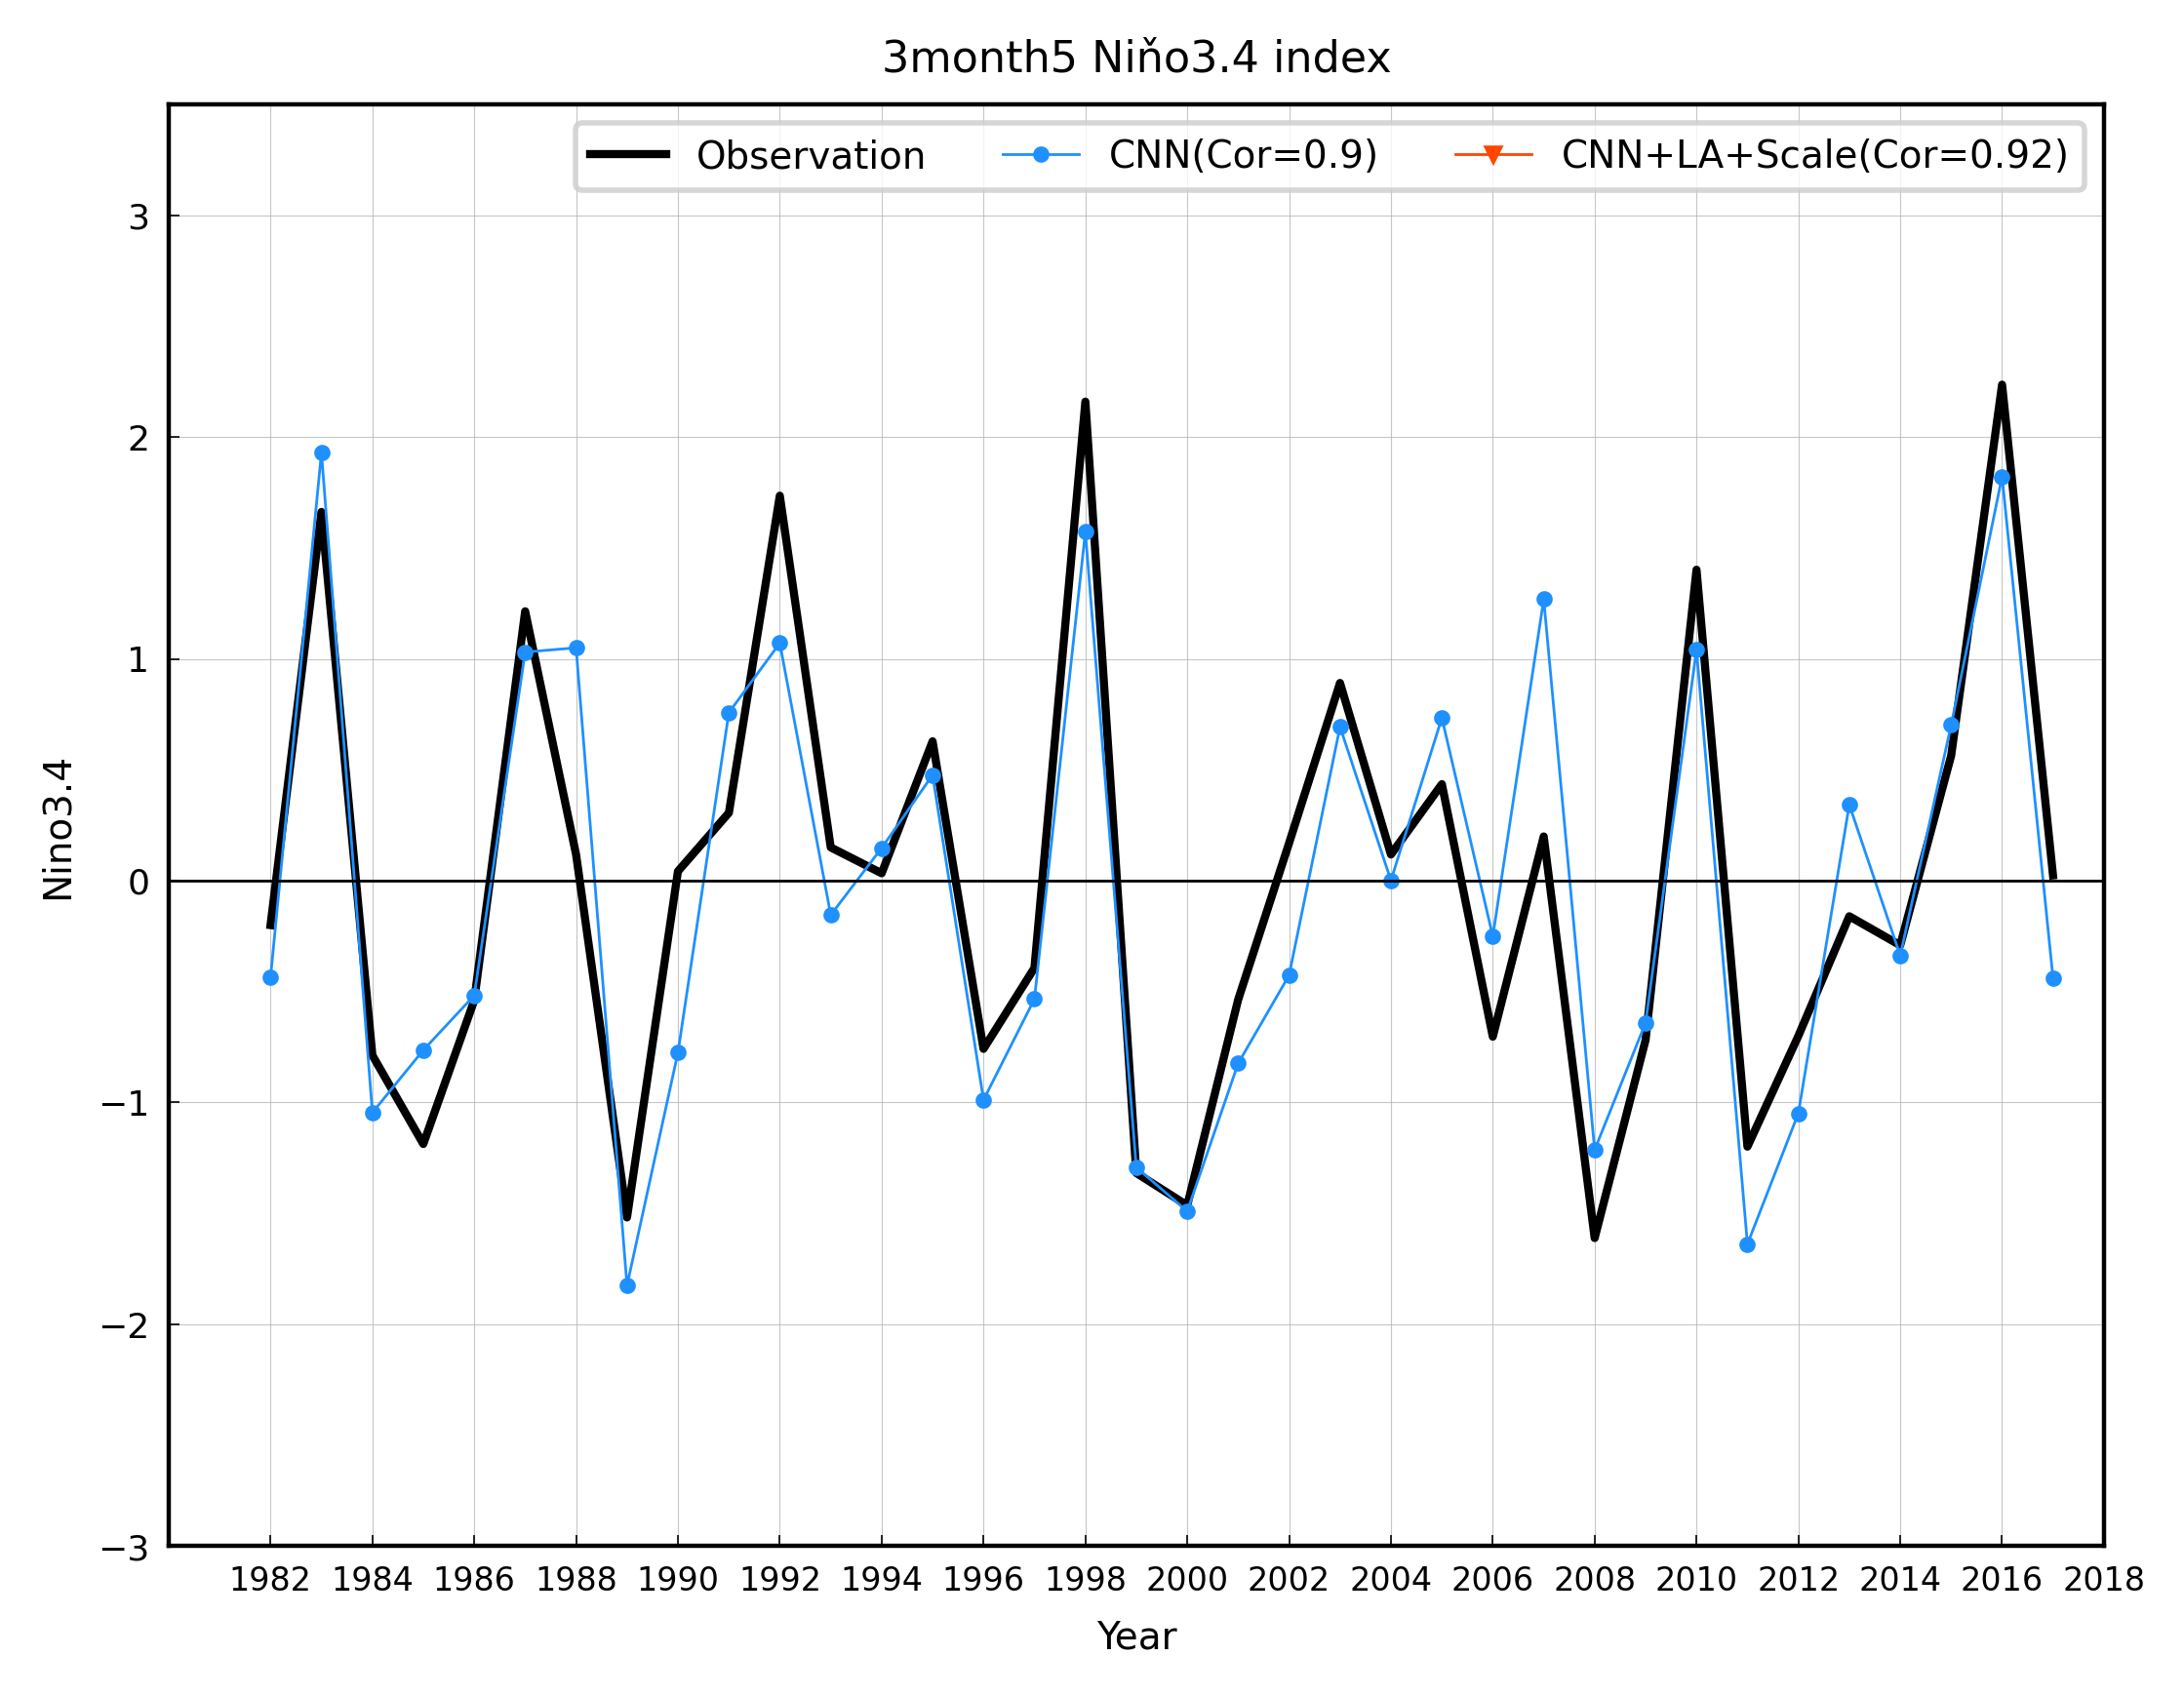 3month5 Niňo3.4 index
Observation CNN(Cor=0.9) CNN+LA+Scale(Cor=0.92)
3
2
1
0
−1
−2
−3
Nino3.4
1982 1984 1986 1988 1990 1992 1994 1996 1998 2000 2002 2004 2006 2008 2010 2012 2014 2016 2018
Year